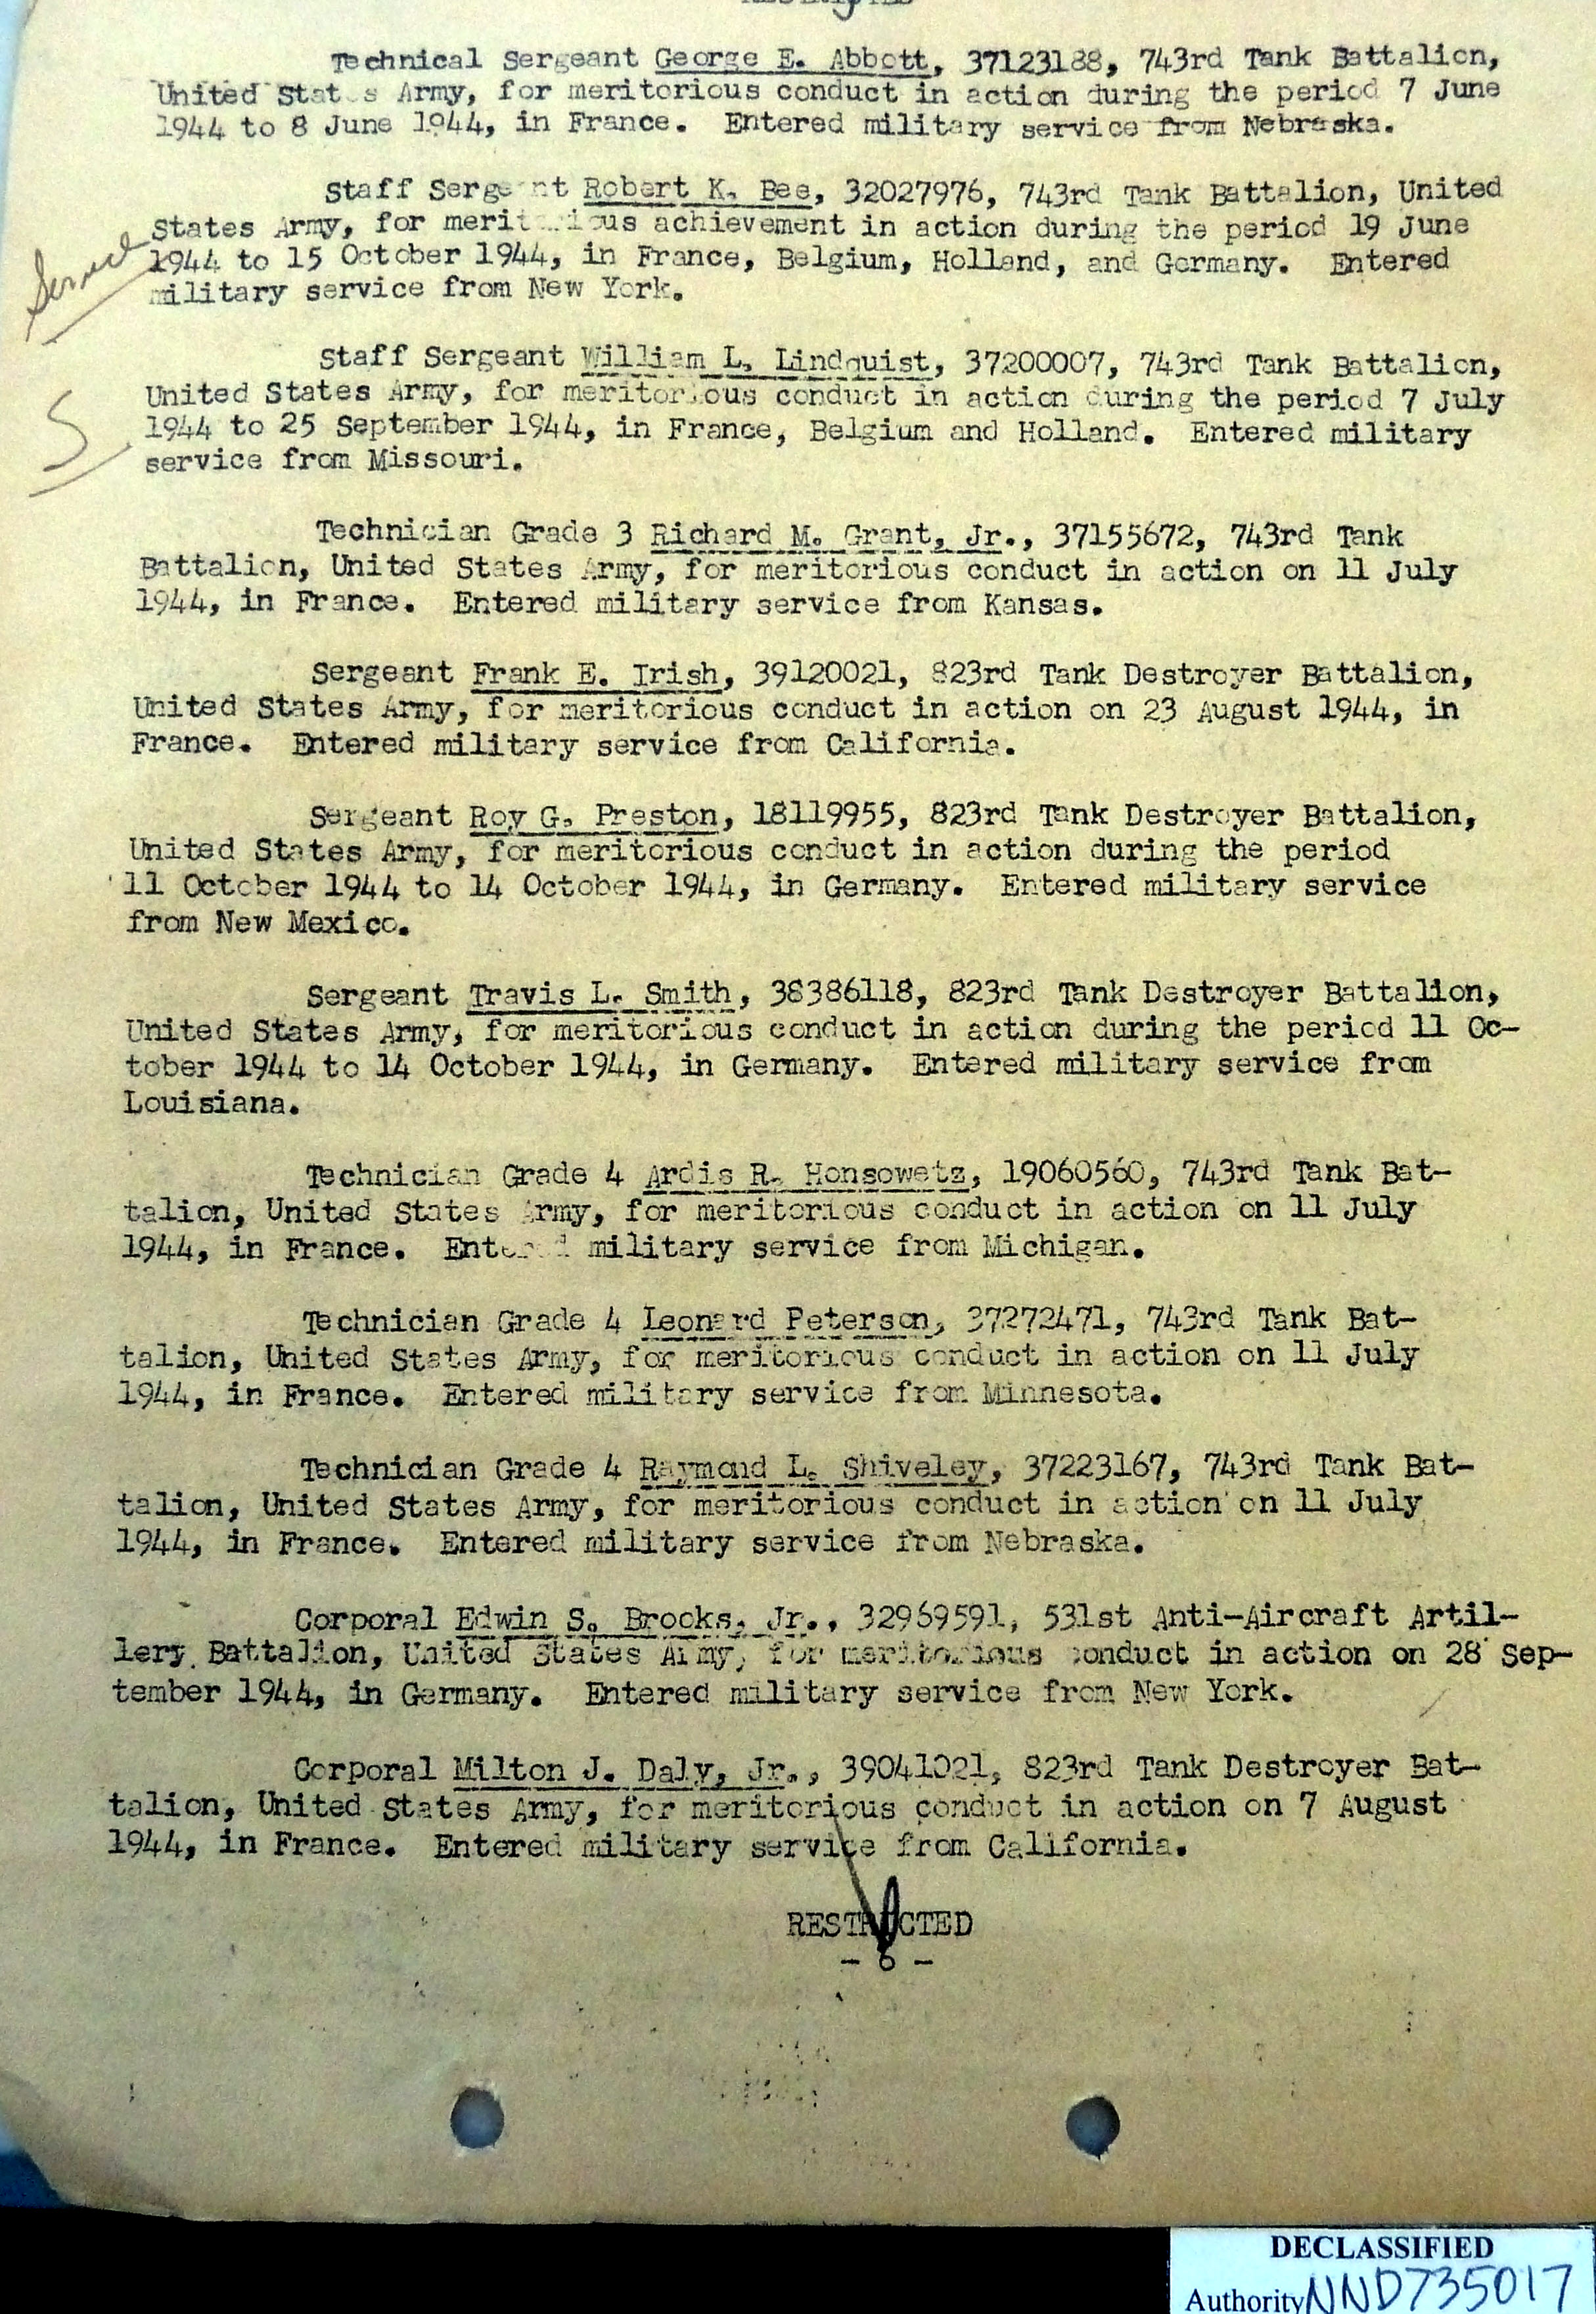 Technical Sergeant George E. Abbott, 37123188, 743rd Tank Battalion,
United States Army, for meritorious conduct in action during the period 7 June
1944 to 8 June 1944, in France. Entered military service from Nebraska.
Staff Sergeant Robert K. Bee, 32027976, 743rd Tank Battalion, United
States Army, for meritorious achievement in action during the period 19 June
Service
1944 to 15 October 1944, in France, Belgium, Holland, and Germany. Entered
military service from New York.
Staff Sergeant William L. Lindquist, 37200007, 743rd Tank Battalion,
United States Army, for meritorious conduct in action during the period 7 July
S
1944 to 25 September 1944, in France, Belgium and Holland. Entered military
service from Missouri.
Technician Grade 3 Richard M. Grant, Jr., 37155672, 743rd Tank
Battalion, United States Army, for meritorious conduct in action on 11 July
1944, in France. Entered military service from Kansas.
Sergeant Frank E. Irish, 39120021, 823rd Tank Destroyer Battalion,
United States Army, for meritorious conduct in action on 23 August 1944, in
France. Entered military service from California.
Sergeant Roy G. Preston, 18119955, 823rd Tank Destroyer Battalion,
United States Army, for meritorious conduct in action during the period
11 October 1944 to 14 October 1944, in Germany. Entered military service
from New Mexico.
Sergeant Travis L. Smith, 38386118, 823rd Tank Destroyer Battalion,
United States Army, for meritorious conduct in action during the period 11 Oc-
tober 1944 to 14 October 1944, in Germany. Entered military service from
Louisiana.
Technician Grade 4 Ardis R. Honsowetz, 19060560, 743rd Tank Bat-
talion, United States Army, for meritorious conduct in action on 11 July
1944, in France. Entered military service from Michigan.
Technician Grade 4 Leonard Peterson, 37272471, 743rd Tank Bat-
talion, United States Army, for meritorious conduct in action on 11 July
1944, in France. Entered military service from Minnesota.
Technician Grade 4 Raymond L. Shiveley, 37223167, 743rd Tank Bat-
talion, United States Army, for meritorious conduct in action on 11 July
1944, in France. Entered military service from Nebraska.
Corporal Edwin S. Brooks, Jr., 32969591, 531st Anti-Aircraft Artil-
lery Battalion, United States Army, for meritorious conduct in action on 28 Sep-
tember 1944, in Germany. Entered military service from New York.
Corporal Milton J. Daly, Jr., 39041021, 823rd Tank Destroyer Bat-
talion, United States Army, for meritorious conduct in action on 7 August
1944, in France. Entered military service from California.
RESTRICTED
DECLASSIFIED
Authority NND735017